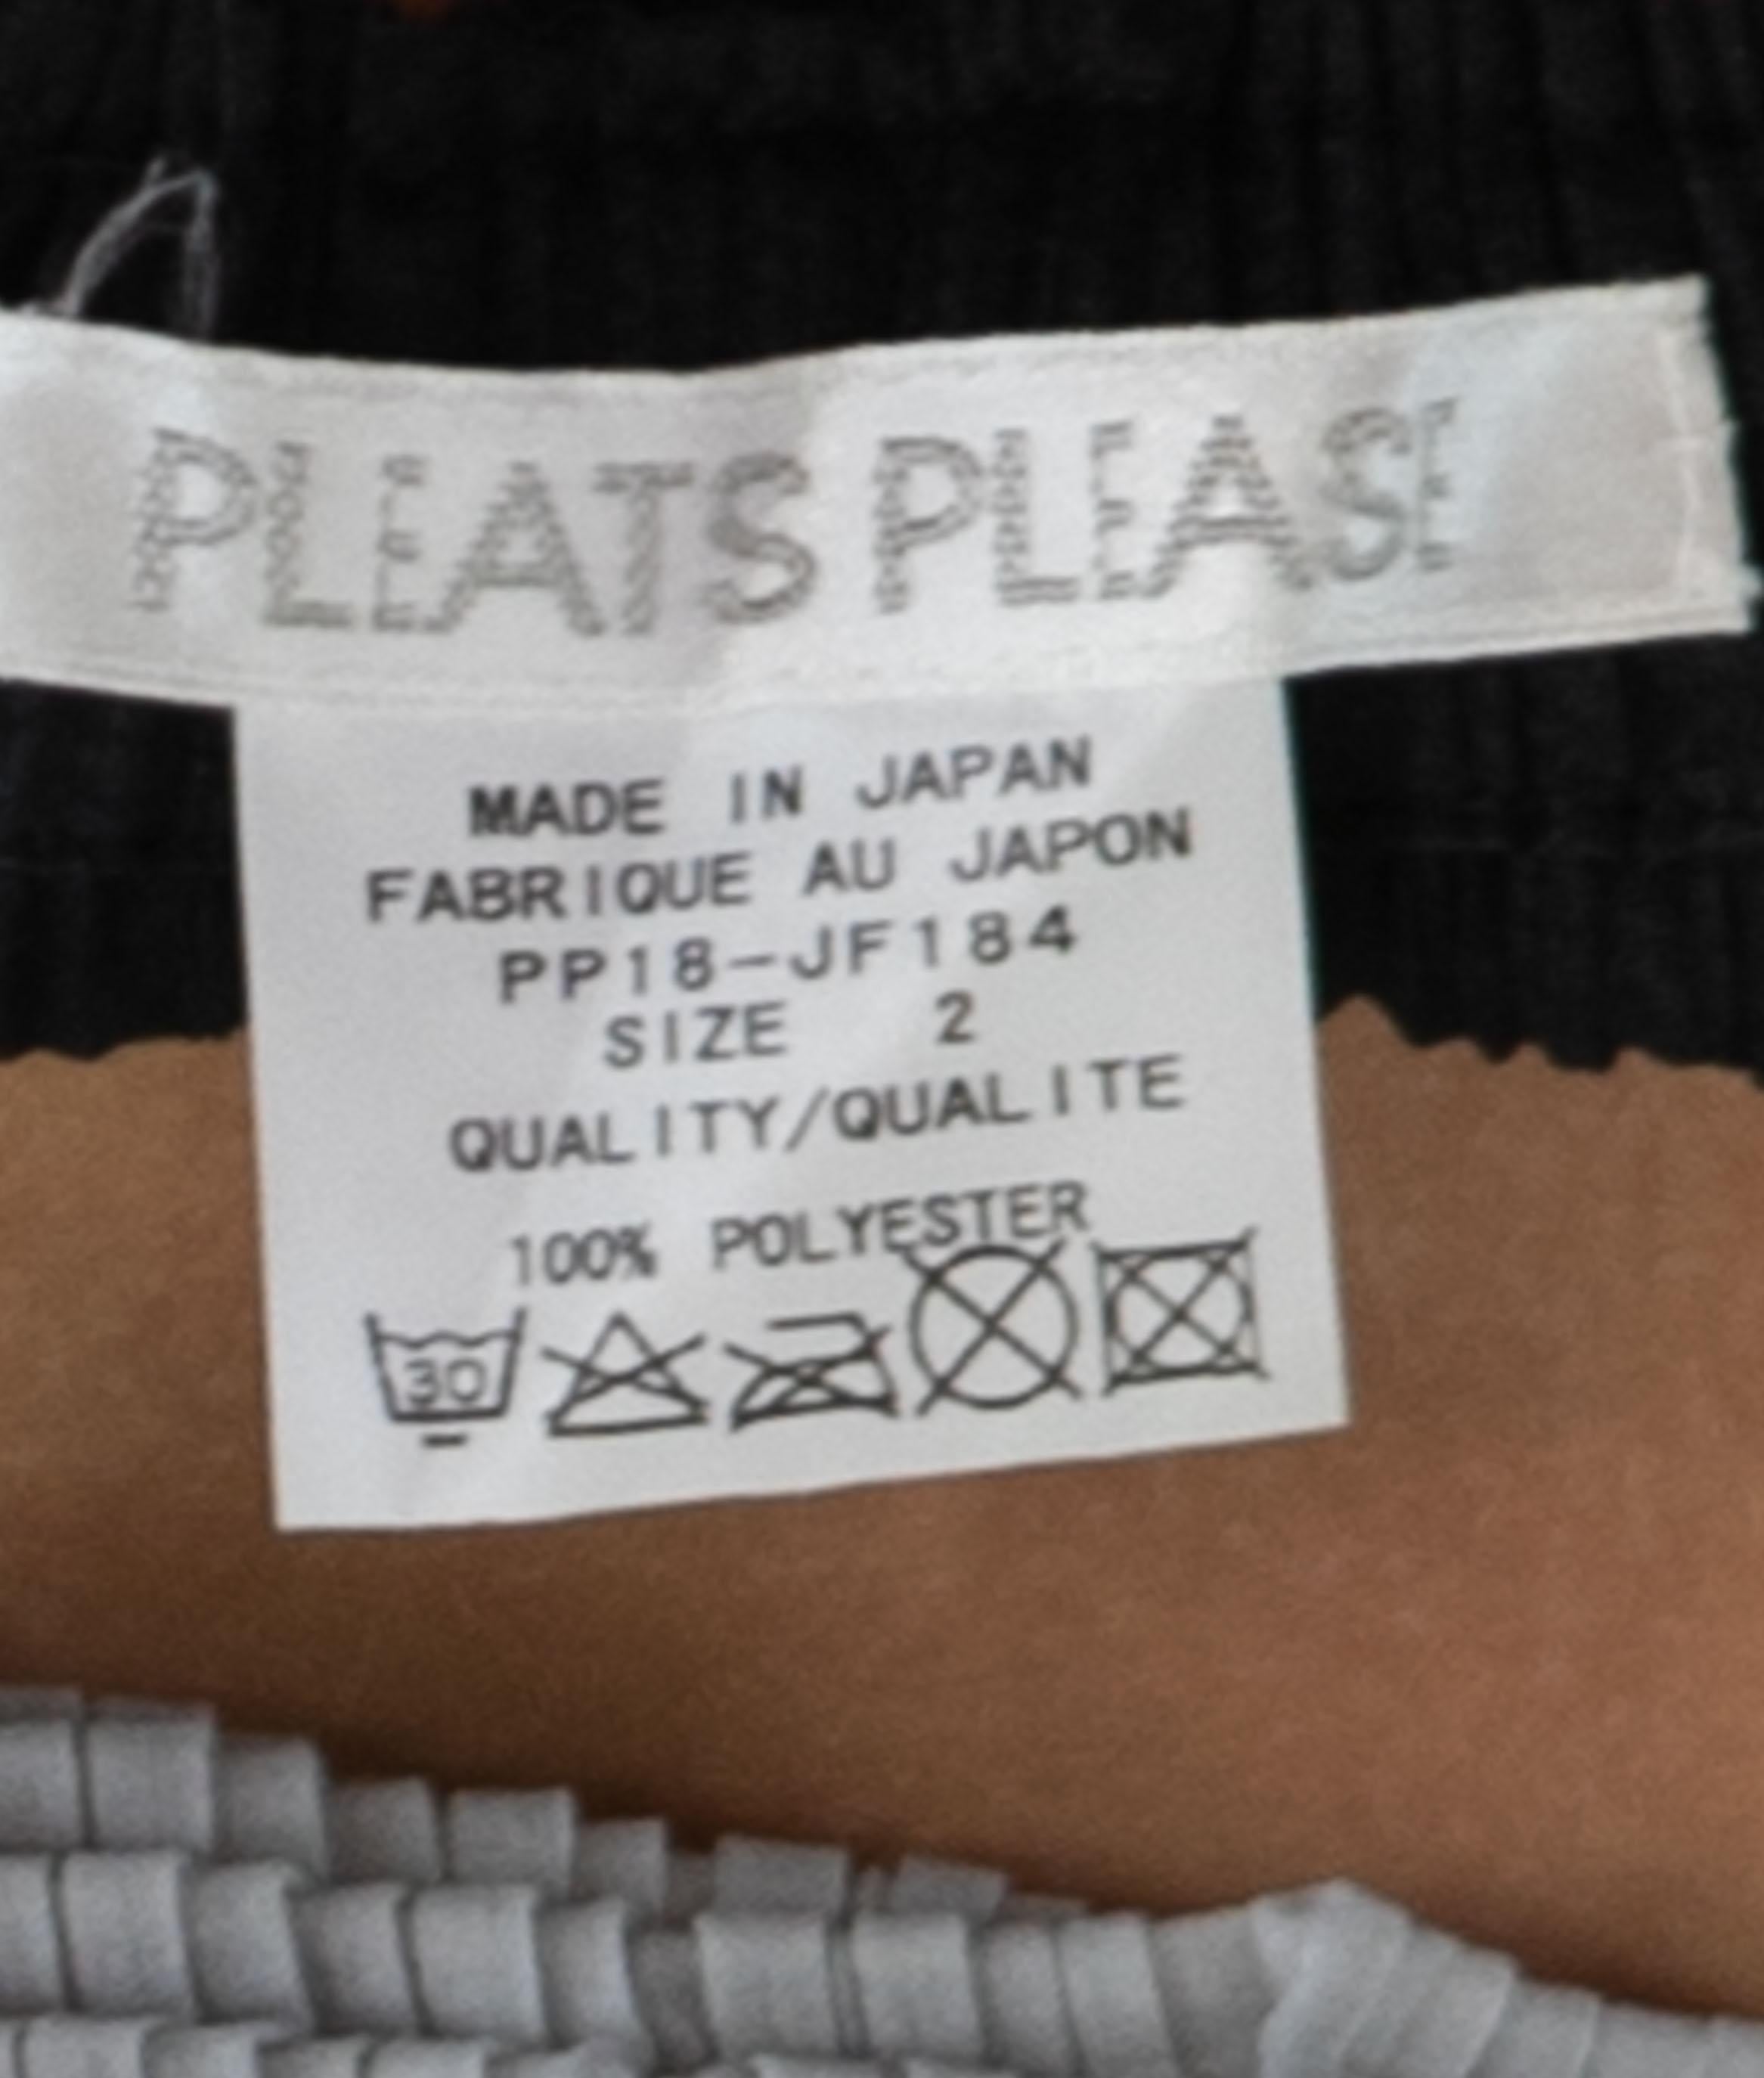 PLEATS PLEASE
MADE IN JAPAN
FABRIQUE AU JAPON
PP18-JF184
SIZE 2
QUALITY/QUALITE
100% POLYESTER
30